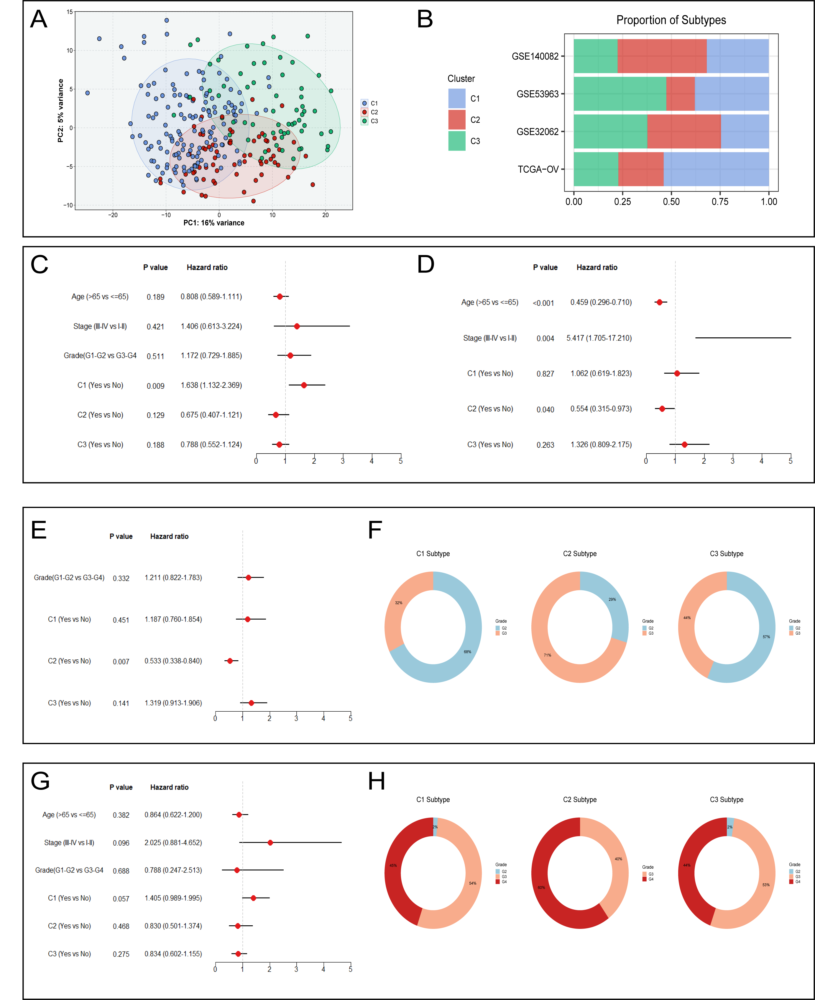 A
15
10
5
0
−5
−10
−20
−10
0
10
20
PC2: 5% variance
PC1: 16% variance
C1
C2
C3
B
Proportion of Subtypes
Cluster
C1
C2
C3
GSE140082
GSE53963
GSE32062
TCGA−OV
0.00 0.25 0.50 0.75 1.00
C
P value Hazard ratio
Age (>65 vs <=65) 0.189 0.808 (0.589-1.111)
Stage (III-IV vs I-II) 0.421 1.406 (0.613-3.224)
Grade(G1-G2 vs G3-G4 0.511 1.172 (0.729-1.885)
C1 (Yes vs No) 0.009 1.638 (1.132-2.369)
C2 (Yes vs No) 0.129 0.675 (0.407-1.121)
C3 (Yes vs No) 0.188 0.788 (0.552-1.124)
0 1 2 3 4 5
D
P value Hazard ratio
Age (>65 vs <=65) <0.001 0.459 (0.296-0.710)
Stage (III-IV vs I-II) 0.004 5.417 (1.705-17.210)
C1 (Yes vs No) 0.827 1.062 (0.619-1.823)
C2 (Yes vs No) 0.040 0.554 (0.315-0.973)
C3 (Yes vs No) 0.263 1.326 (0.809-2.175)
0 1 2 3 4 5
E
P value Hazard ratio
Grade(G1-G2 vs G3-G4) 0.332 1.211 (0.822-1.783)
C1 (Yes vs No) 0.451 1.187 (0.760-1.854)
C2 (Yes vs No) 0.007 0.533 (0.338-0.840)
C3 (Yes vs No) 0.141 1.319 (0.913-1.906)
0 1 2 3 4 5
F
C1 Subtype
32%
68%
Grade
G2
G3
C2 Subtype
29%
71%
Grade
G2
G3
C3 Subtype
44%
57%
Grade
G2
G3
G
P value Hazard ratio
Age (>65 vs <=65) 0.382 0.864 (0.622-1.200)
Stage (III-IV vs I-II) 0.096 2.025 (0.881-4.652)
Grade(G1-G2 vs G3-G4 0.688 0.788 (0.247-2.513)
C1 (Yes vs No) 0.057 1.405 (0.989-1.995)
C2 (Yes vs No) 0.468 0.830 (0.501-1.374)
C3 (Yes vs No) 0.275 0.834 (0.602-1.155)
0 1 2 3 4 5
H
C1 Subtype
2%
45%
54%
Grade
G2
G3
G4
C2 Subtype
40%
60%
Grade
G3
G4
C3 Subtype
2%
44%
53%
Grade
G2
G3
G4